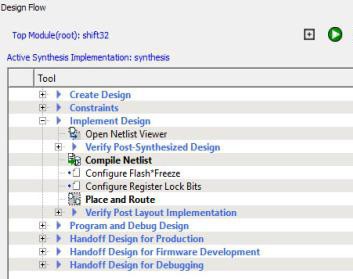 Design Flow
Top Module(root): shift32
Active Synthesis Implementation: synthesis
Tool
Create Design
Constraints
Implement Design
Open Netlist Viewer
Verify Post-Synthesized Design
Compile Netlist
Configure Flash*Freeze
Configure Register Lock Bits
Place and Route
Verify Post Layout Implementation
Program and Debug Design
Handoff Design for Production
Handoff Design for Firmware Development
Handoff Design for Debugging